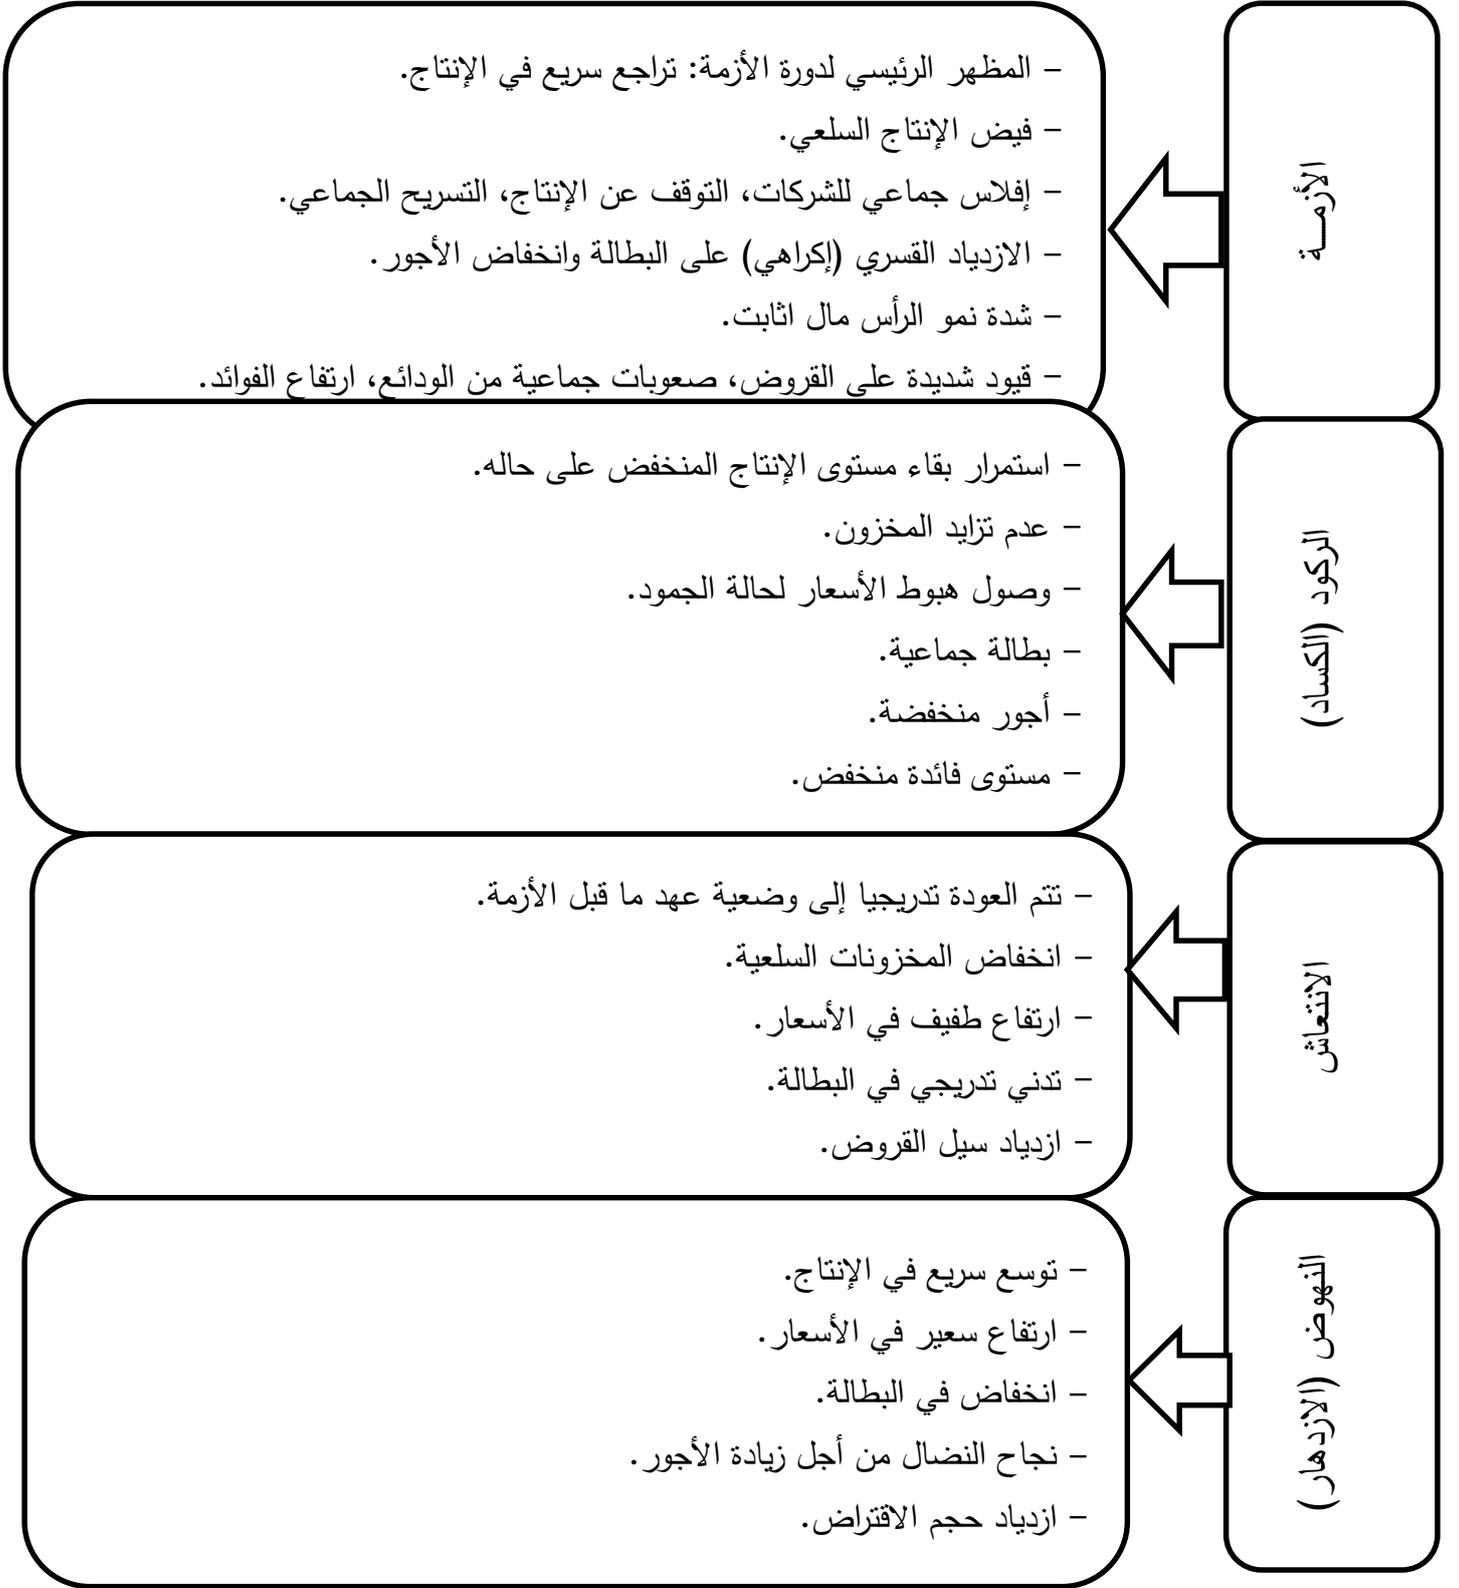 الأزمــة
– المظهر الرئيسي لدورة الأزمة: تراجع سريع في الإنتاج.
– فيض الإنتاج السلعي.
– إفلاس جماعي للشركات، التوقف عن الإنتاج، التسريح الجماعي.
– الازدياد القسري (إكراهي) على البطالة وانخفاض الأجور.
– شدة نمو الرأس مال اثابت.
– قيود شديدة على القروض، صعوبات جماعية من الودائع، ارتفاع الفوائد.
الركود (الكساد)
– استمرار بقاء مستوى الإنتاج المنخفض على حاله.
– عدم تزايد المخزون.
– وصول هبوط الأسعار لحالة الجمود.
– بطالة جماعية.
– أجور منخفضة.
– مستوى فائدة منخفض.
الانتعاش
– تتم العودة تدريجيا إلى وضعية عهد ما قبل الأزمة.
– انخفاض المخزونات السلعية.
– ارتفاع طفيف في الأسعار.
– تدني تدريجي في البطالة.
– ازدياد سيل القروض.
النهوض (الازدهار)
– توسع سريع في الإنتاج.
– ارتفاع سعير في الأسعار.
– انخفاض في البطالة.
– نجاح النضال من أجل زيادة الأجور.
– ازدياد حجم الاقتراض.